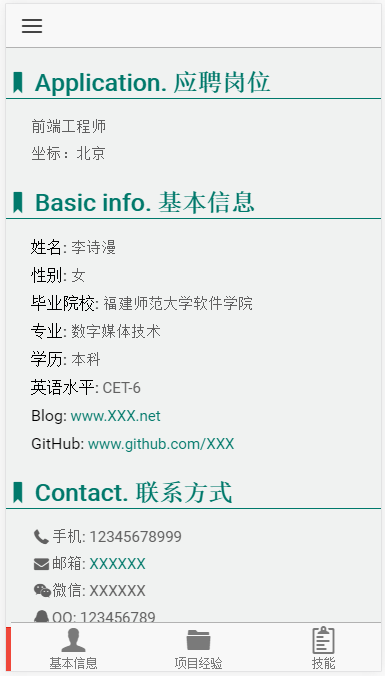 Application. 应聘岗位
前端工程师
坐标：北京
Basic info. 基本信息
姓名: 李诗漫
性别: 女
毕业院校: 福建师范大学软件学院
专业: 数字媒体技术
学历: 本科
英语水平: CET-6
Blog: www.XXX.net
GitHub: www.github.com/XXX
Contact. 联系方式
手机: 12345678999
邮箱: XXXXXX
微信: XXXXXX
QQ: 123456789
基本信息 项目经验 技能